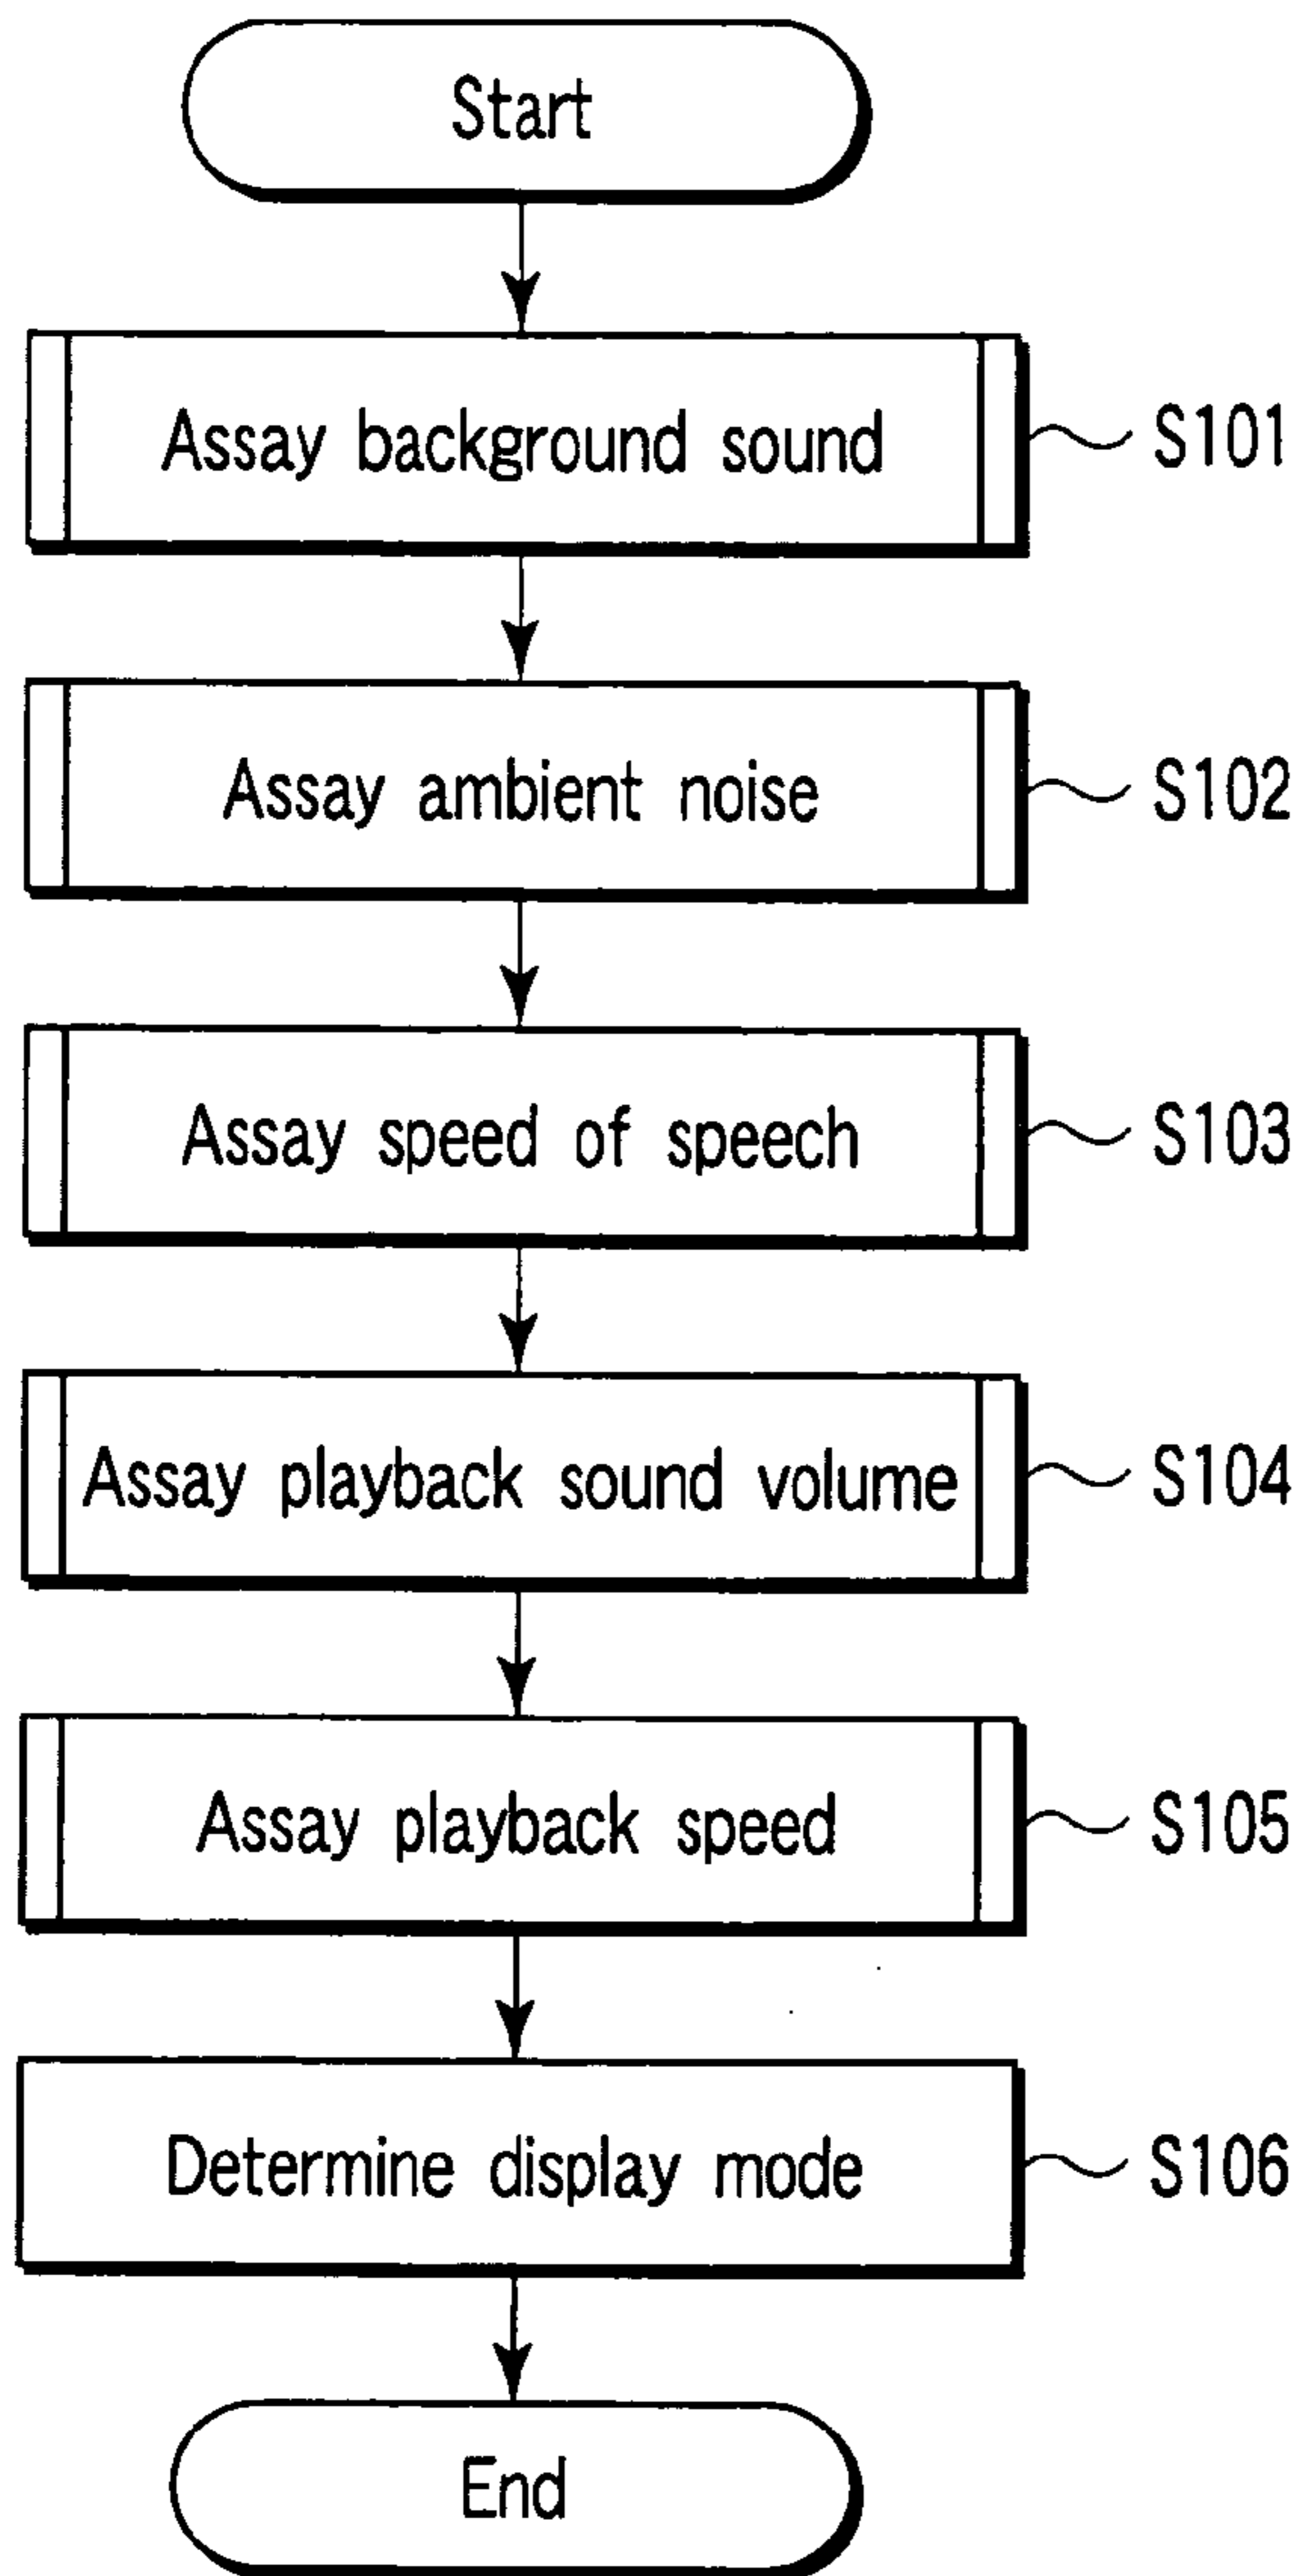 Start
Assay background sound S101
Assay ambient noise S102
Assay speed of speech S103
Assay playback sound volume S104
Assay playback speed S105
Determine display mode S106
End